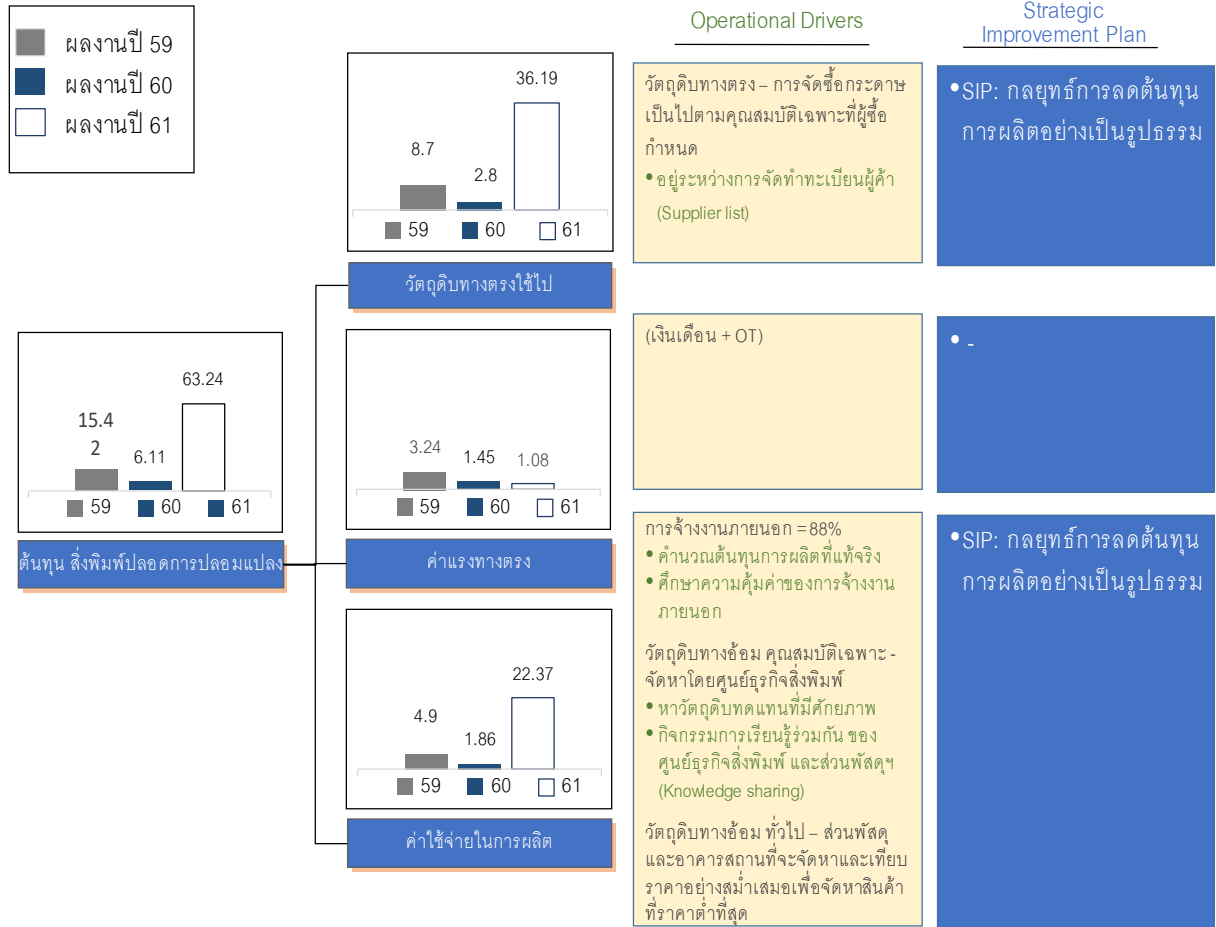 ผลงานปี 59
ผลงานปี 60
ผลงานปี 61
Operational Drivers
Strategic
Improvement Plan
36.19
8.7
2.8
59 60 61
วัตถุดิบทางตรงใช้ไป
วัตถุดิบทางตรง – การจัดซื้อกระดาษ
เป็นไปตามคุณสมบัติเฉพาะที่ผู้ซื้อ
กำหนด
• อยู่ระหว่างการจัดทำทะเบียนผู้ค้า
(Supplier list)
• SIP: กลยุทธ์การลดต้นทุน
การผลิตอย่างเป็นรูปธรรม
63.24
15.4
2
6.11
59 60 61
ต้นทุน สิ่งพิมพ์ปลอดการปลอมแปลง
3.24
1.45
1.08
59 60 61
ค่าแรงทางตรง
(เงินเดือน + OT)
• -
22.37
4.9
1.86
59 60 61
ค่าใช้จ่ายในการผลิต
การจ้างงานภายนอก = 88%
• คำนวณต้นทุนการผลิตที่แท้จริง
• ศึกษาความคุ้มค่าของการจ้างงาน
ภายนอก
วัตถุดิบทางอ้อม คุณสมบัติเฉพาะ -
จัดหาโดยศูนย์ธุรกิจสิ่งพิมพ์
• หาวัตถุดิบทดแทนที่มีศักยภาพ
• กิจกรรมการเรียนรู้ร่วมกัน ของ
ศูนย์ธุรกิจสิ่งพิมพ์ และส่วนพัสดุฯ
(Knowledge sharing)
วัตถุดิบทางอ้อม ทั่วไป – ส่วนพัสดุ
และอาคารสถานที่จะจัดหาและเทียบ
ราคาอย่างสม่ำเสมอเพื่อจัดหาสินค้า
ที่ราคาต่ำที่สุด
• SIP: กลยุทธ์การลดต้นทุน
การผลิตอย่างเป็นรูปธรรม